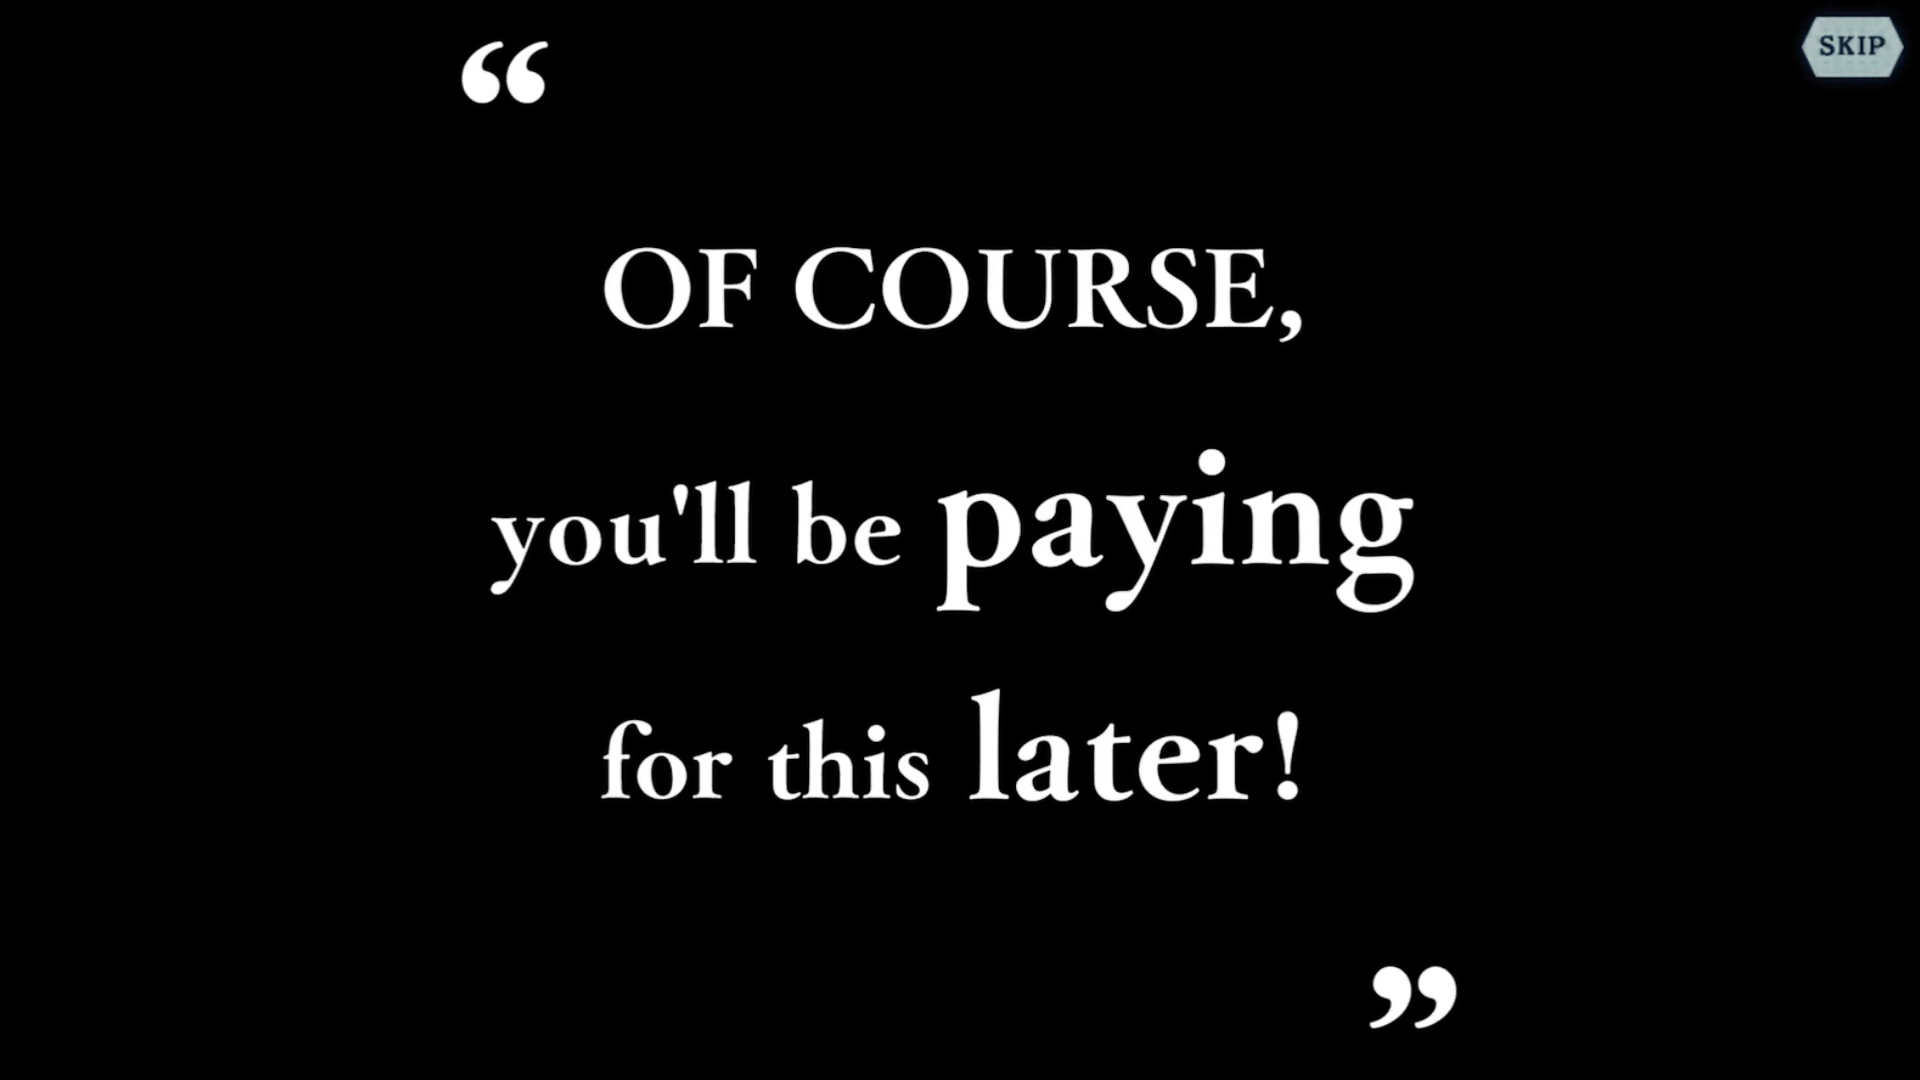 SKIP
“
OF COURSE,
you'll be paying
for this later!
”